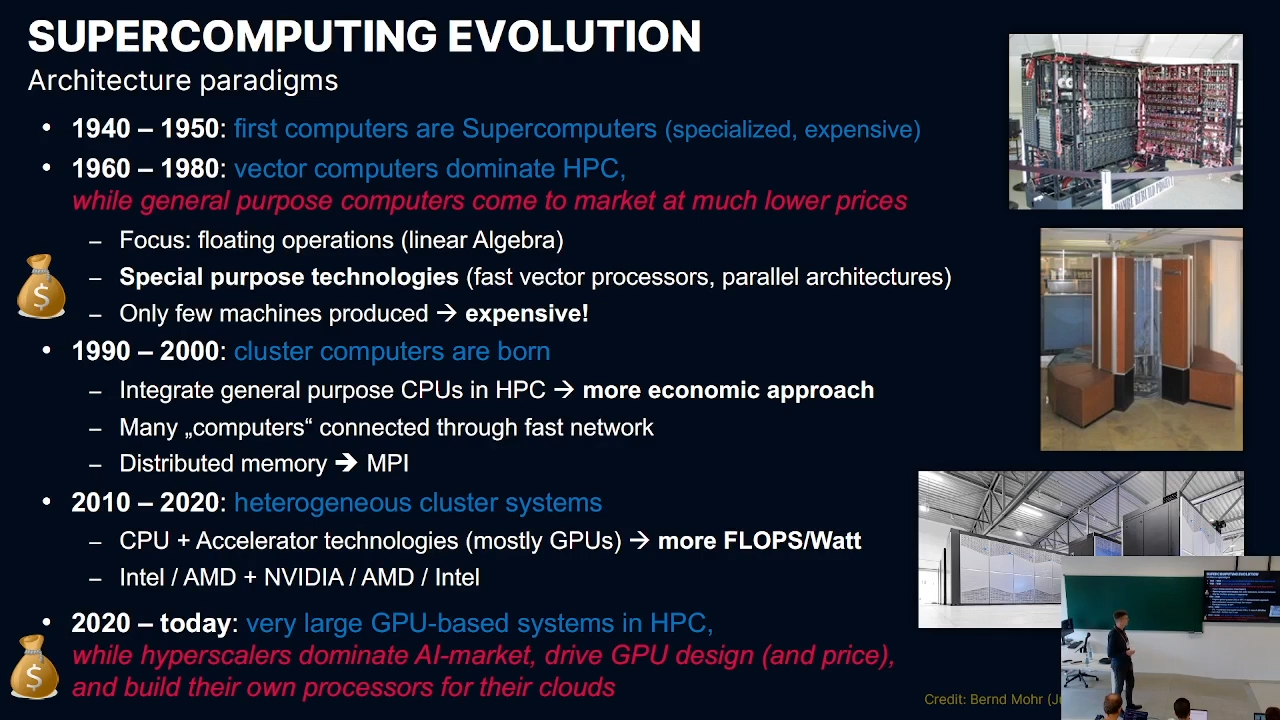 SUPERCOMPUTING EVOLUTION
Architecture paradigms
• 1940 – 1950: first computers are Supercomputers (specialized, expensive)
• 1960 – 1980: vector computers dominate HPC,
while general purpose computers come to market at much lower prices
– Focus: floating operations (linear Algebra)
– Special purpose technologies (fast vector processors, parallel architectures)
– Only few machines produced → expensive!
• 1990 – 2000: cluster computers are born
– Integrate general purpose CPUs in HPC → more economic approach
– Many „computers“ connected through fast network
– Distributed memory ➔ MPI
• 2010 – 2020: heterogeneous cluster systems
– CPU + Accelerator technologies (mostly GPUs) → more FLOPS/Watt
– Intel / AMD + NVIDIA / AMD / Intel
• 2020 – today: very large GPU-based systems in HPC,
while hyperscalers dominate AI-market, drive GPU design (and price),
and build their own processors for their clouds
$
$
Credit: Bernd Mohr
SUPERCOMPUTING EVOLUTION